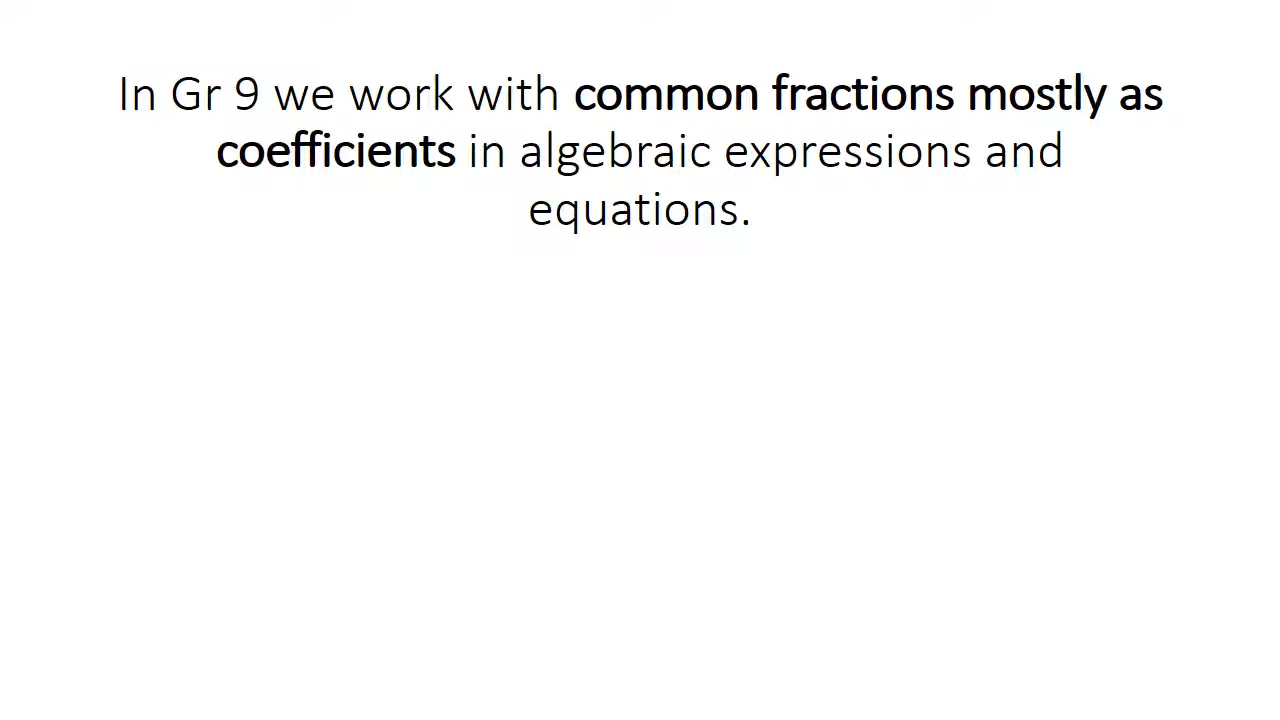 In Gr 9 we work with common fractions mostly as
coefficients in algebraic expressions and
equations.